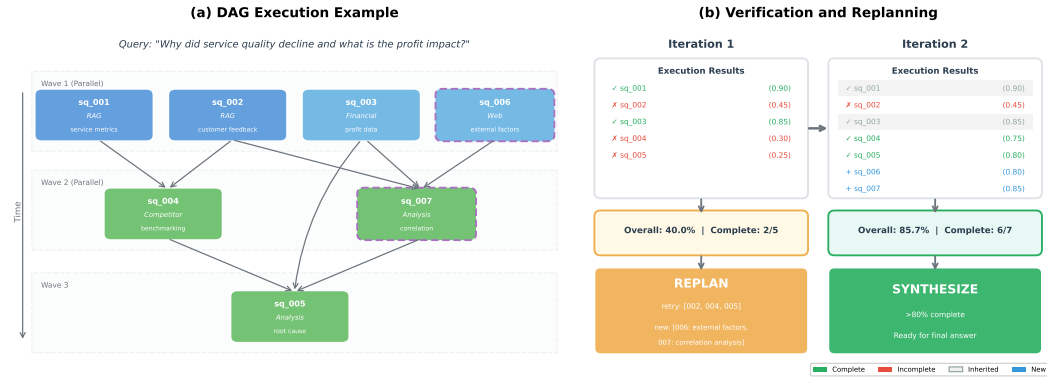 (a) DAG Execution Example
Query: "Why did service quality decline and what is the profit impact?"
Time
Wave 1 (Parallel)
sq_001
RAG
service metrics
sq_002
RAG
customer feedback
sq_003
Financial
profit data
sq_006
Web
external factors
Wave 2 (Parallel)
sq_004
Competitor
benchmarking
sq_007
Analysis
correlation
Wave 3
sq_005
Analysis
root cause
(b) Verification and Replanning
Iteration 1
Execution Results
✓ sq_001 (0.90)
✗ sq_002 (0.45)
✓ sq_003 (0.85)
✗ sq_004 (0.30)
✗ sq_005 (0.25)
Overall: 40.0% | Complete: 2/5
REPLAN
retry: [002, 004, 005]
new: [006: external factors,
007: correlation analysis]
Iteration 2
Execution Results
✓ sq_001 (0.90)
✗ sq_002 (0.45)
✓ sq_003 (0.85)
✓ sq_004 (0.75)
✓ sq_005 (0.80)
+ sq_006 (0.80)
+ sq_007 (0.85)
Overall: 85.7% | Complete: 6/7
SYNTHESIZE
>80% complete
Ready for final answer
Complete Incomplete Inherited New